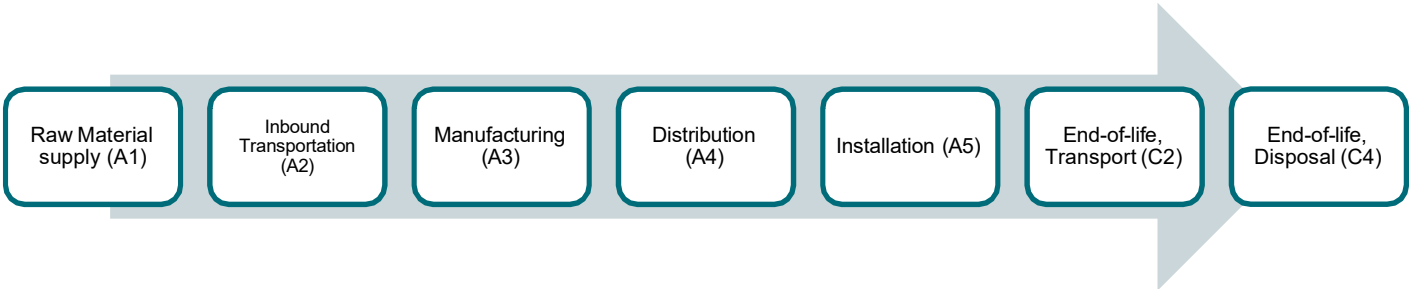 Raw Material
supply (A1)
Inbound
Transportation
(A2)
Manufacturing
(A3)
Distribution
(A4)
Installation (A5)
End-of-life,
Transport (C2)
End-of-life,
Disposal (C4)